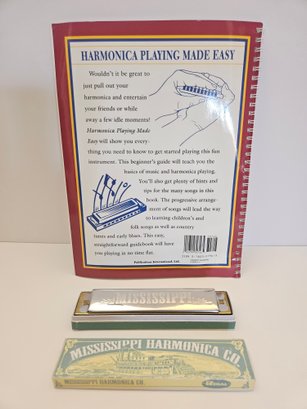 HARMONICA PLAYING MADE EASY
Wouldn't it be great to
just pull out your
harmonica and entertain
your friends or while
away a few idle moments!
Harmonica Playing Made
Easy will show you every-
thing you need to know to get started playing this fun
instrument. This beginner's guide will teach you the
basics of music and harmonica playing.
You'll also get plenty of hints and
tips for the many songs in this
book. The progressive arrange-
ment of songs will lead the way
to learning children's and
folk songs as well as country
tunes and early blues. This easy,
straightforward guidebook will have
you playing in no time flat.
Publications International, Ltd.
MISSISSIPPI
MISSISSIPPI HARMONICA CO.
MISSISSIPPI HARMONICA CO.